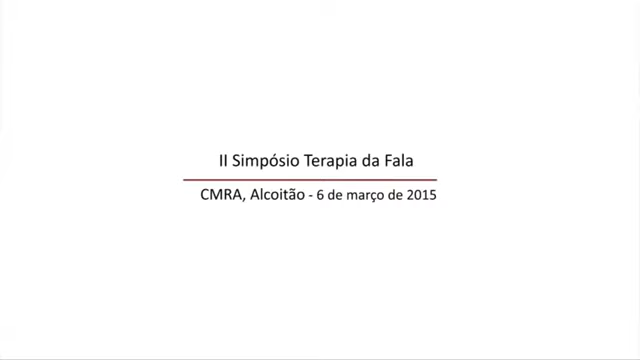 II Simpósio Terapia da Fala
CMRA, Alcoitão - 6 de março de 2015